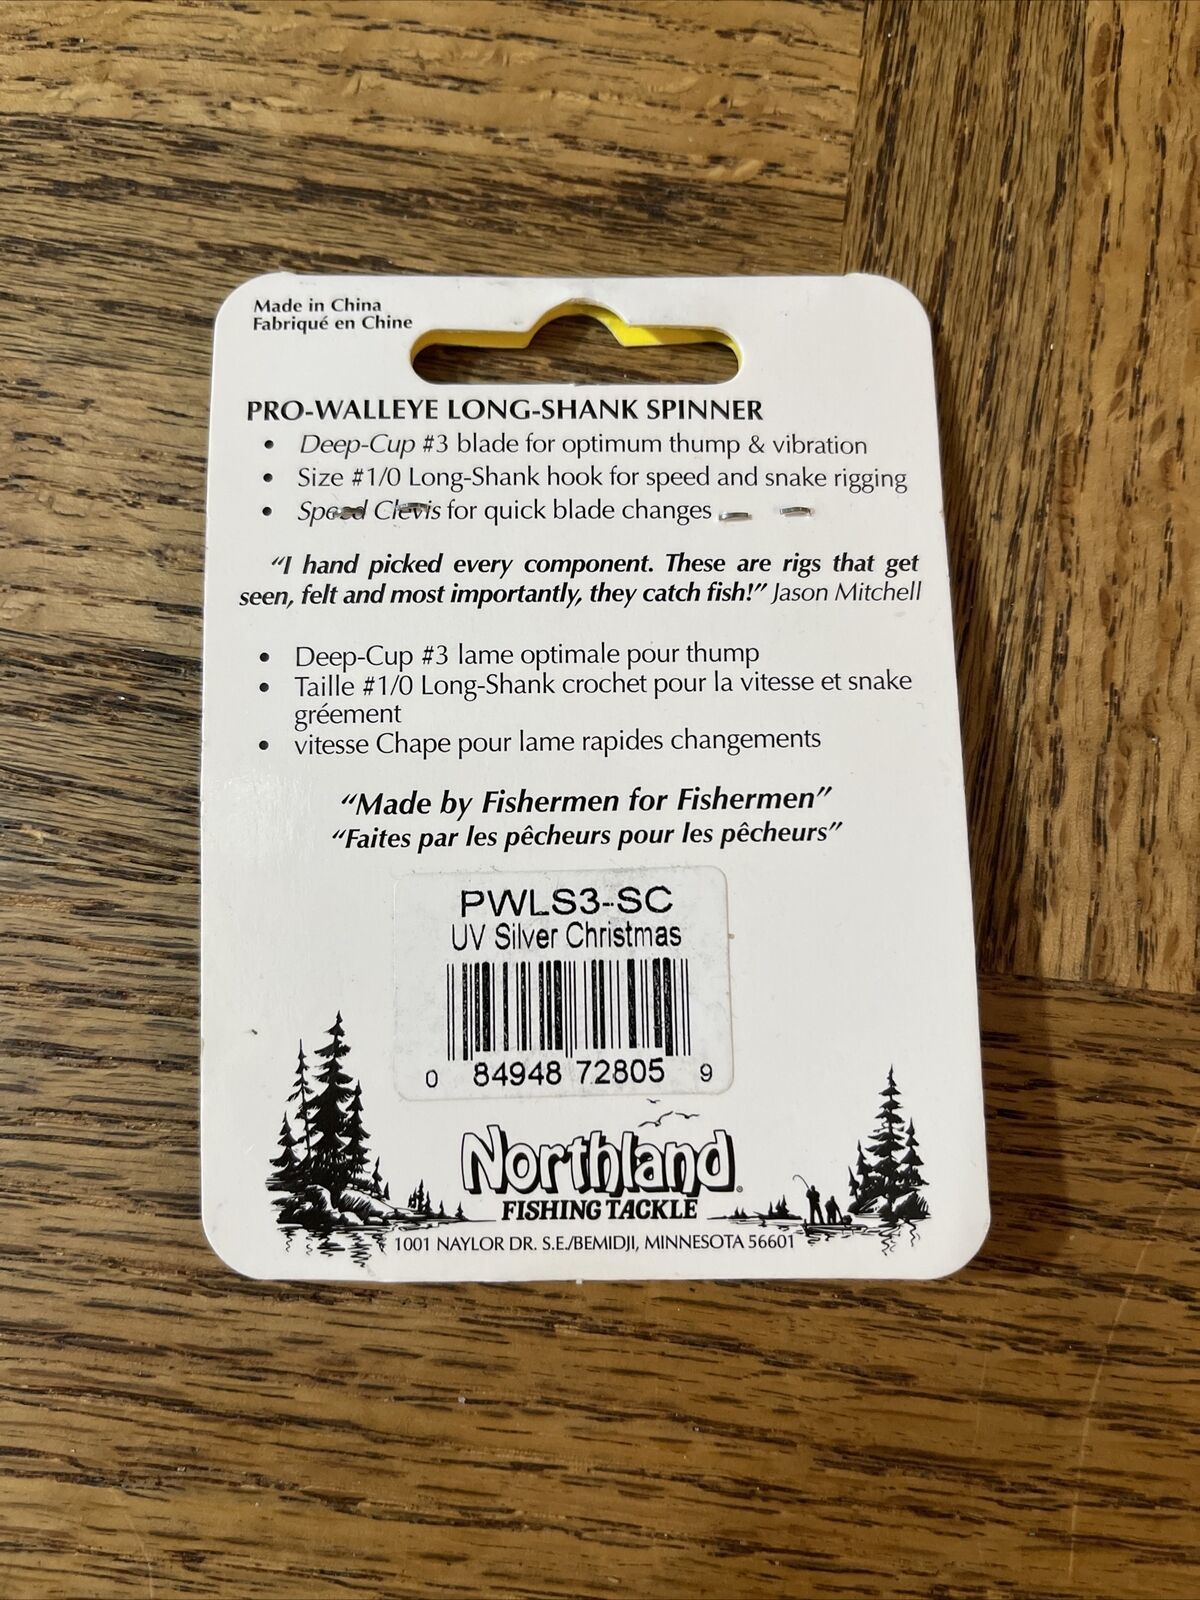 Made in China
Fabriqué en Chine
PRO-WALLEYE LONG-SHANK SPINNER
• Deep-Cup #3 blade for optimum thump & vibration
• Size #1/0 Long-Shank hook for speed and snake rigging
• Speed Clevis for quick blade changes
“I hand picked every component. These are rigs that get
seen, felt and most importantly, they catch fish!” Jason Mitchell
• Deep-Cup #3 lame optimale pour thump
• Taille #1/0 Long-Shank crochet pour la vitesse et snake
gréement
• vitesse Chape pour lame rapides changements
“Made by Fishermen for Fishermen”
“Faites par les pêcheurs pour les pêcheurs”
PWLS3-SC
UV Silver Christmas
0 84948 72805 9
Northland®
FISHING TACKLE
1001 NAYLOR DR. S.E./BEMIDJI, MINNESOTA 56601